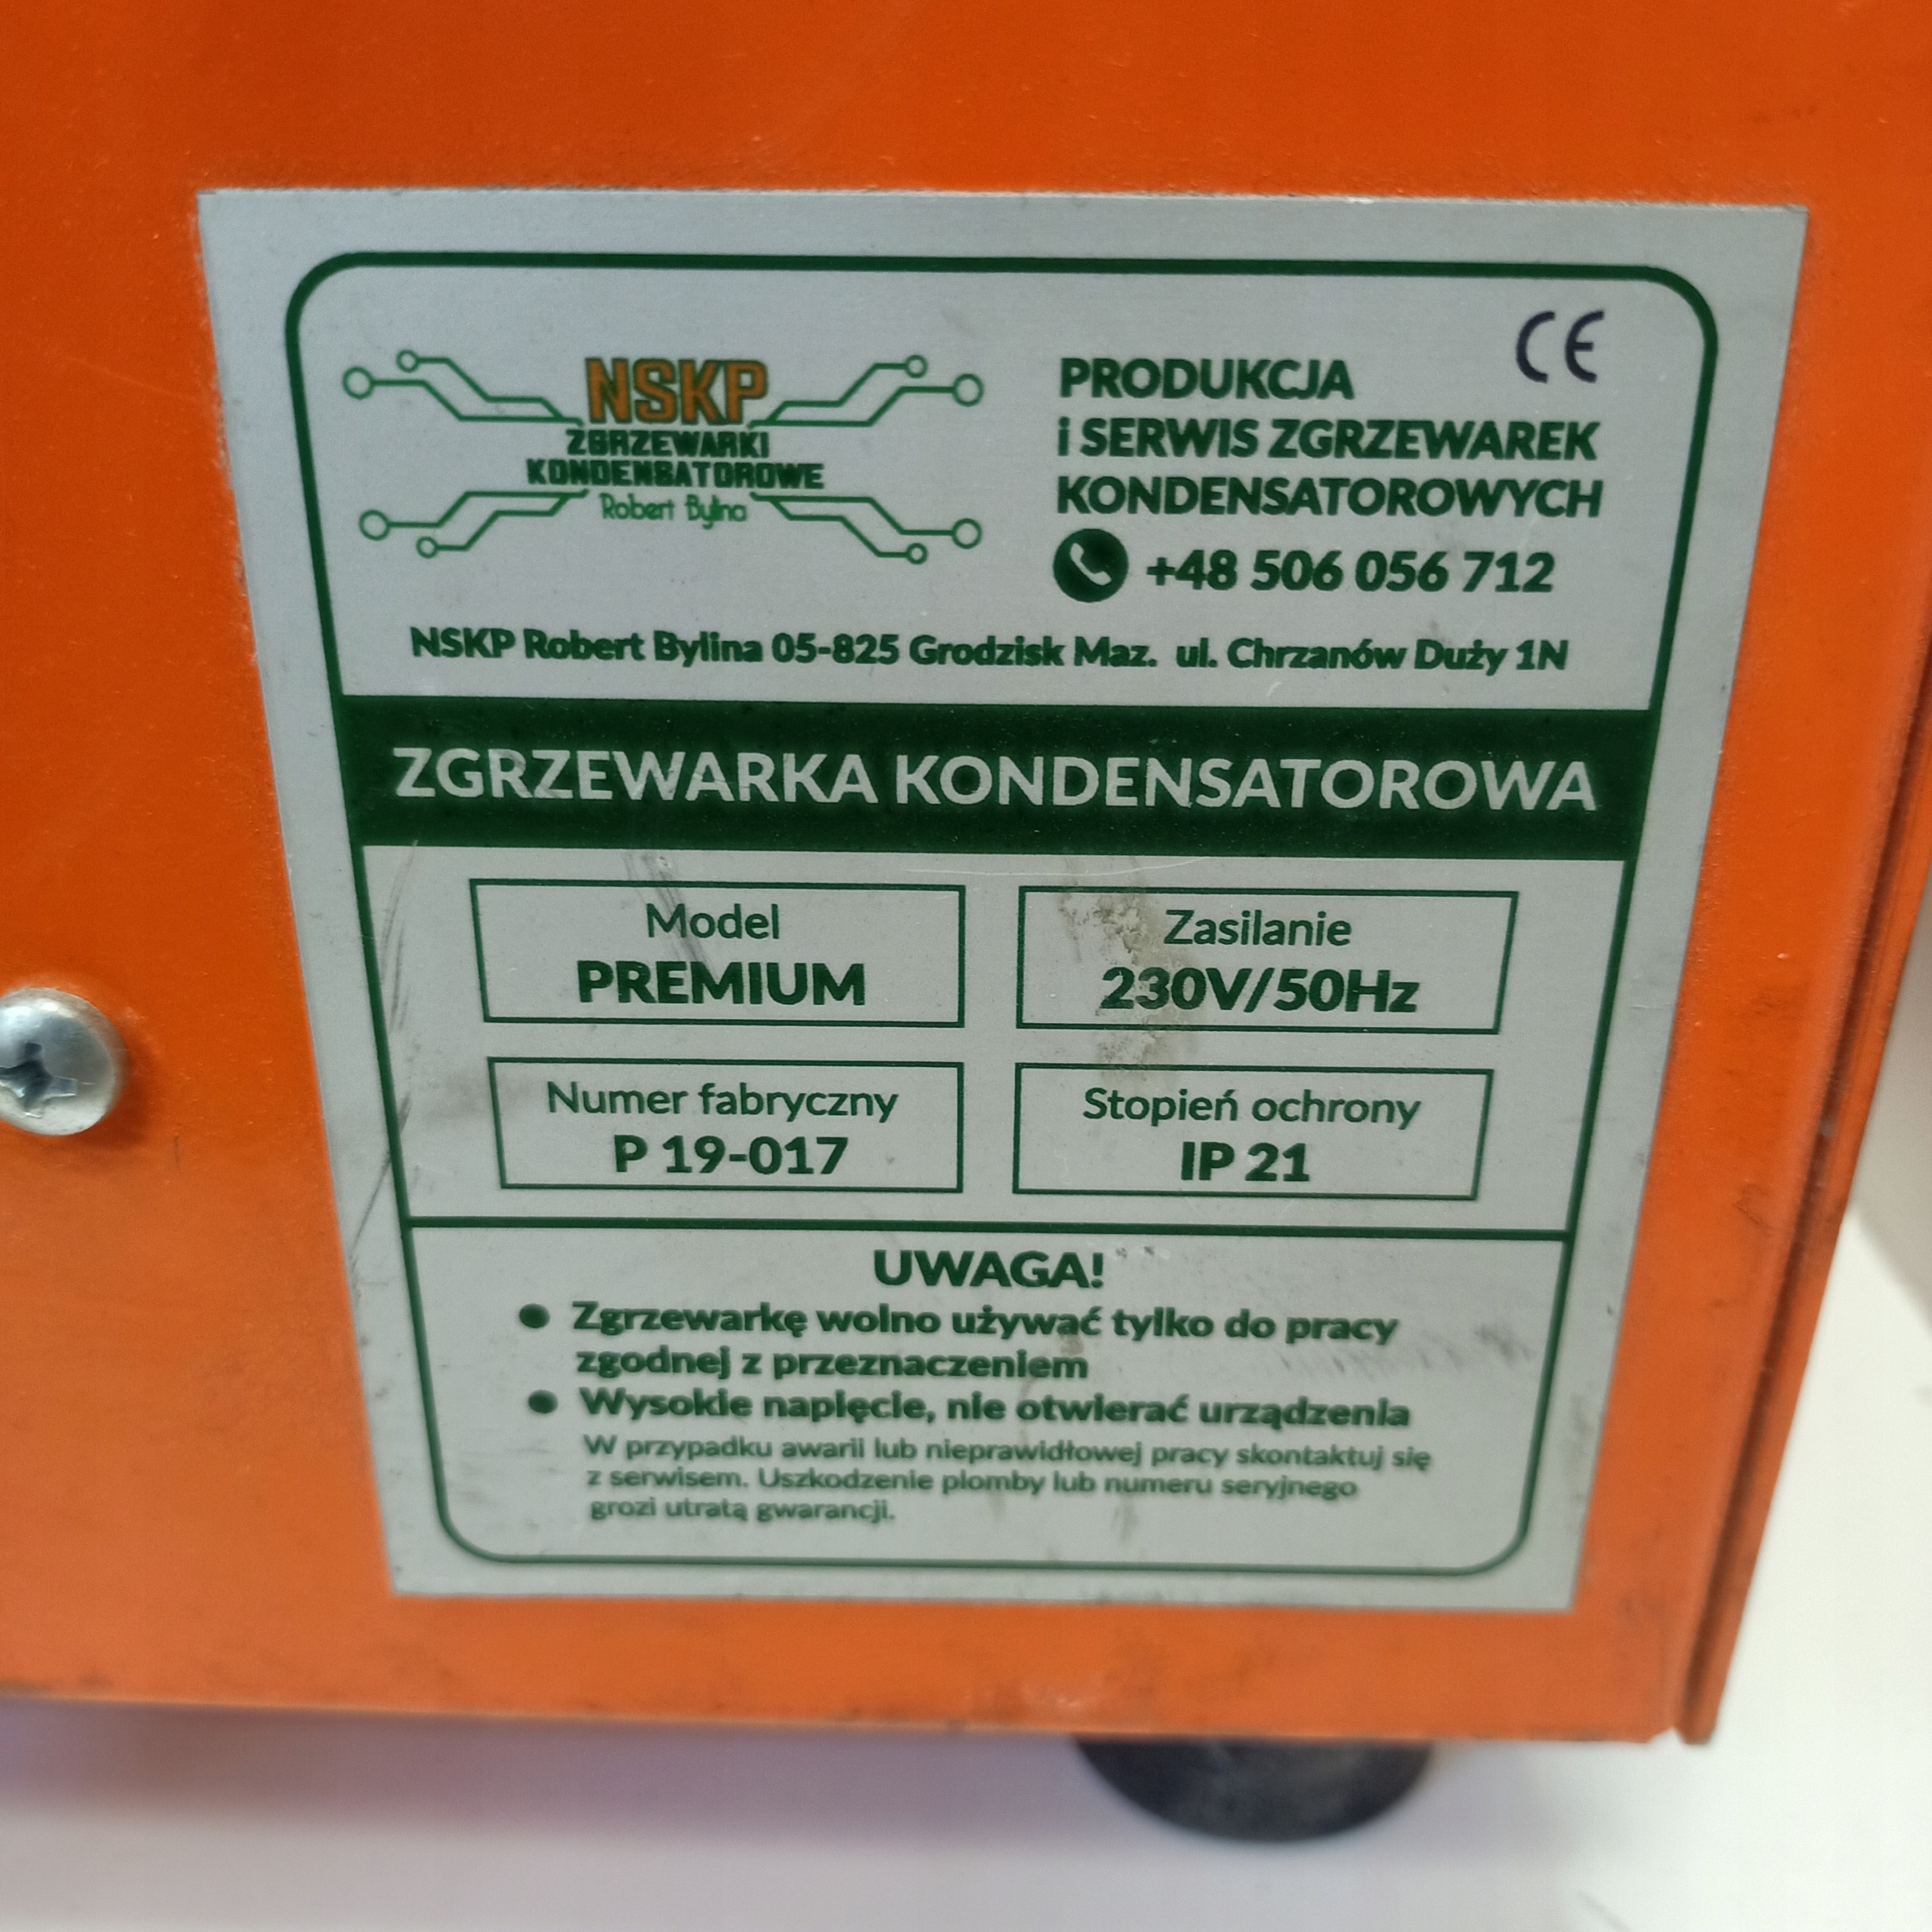 NSKP
ZGRZEWARKI
KONDENSATOROWE
Robert Bylina
CE
PRODUKCJA
i SERWIS ZGRZEWAREK
KONDENSATOROWYCH
+48 506 056 712
NSKP Robert Bylina 05-825 Grodzisk Maz. ul. Chrzanów Duży 1N
ZGRZEWARKA KONDENSATOROWA
Model
PREMIUM
Zasilanie
230V/50Hz
Numer fabryczny
P 19-017
Stopień ochrony
IP 21
UWAGA!
● Zgrzewarkę wolno używać tylko do pracy
zgodnej z przeznaczeniem
● Wysokie napięcie, nie otwierać urządzenia
W przypadku awarii lub nieprawidłowej pracy skontaktuj się
z serwisem. Uszkodzenie plomby lub numeru seryjnego
grozi utratą gwarancji.